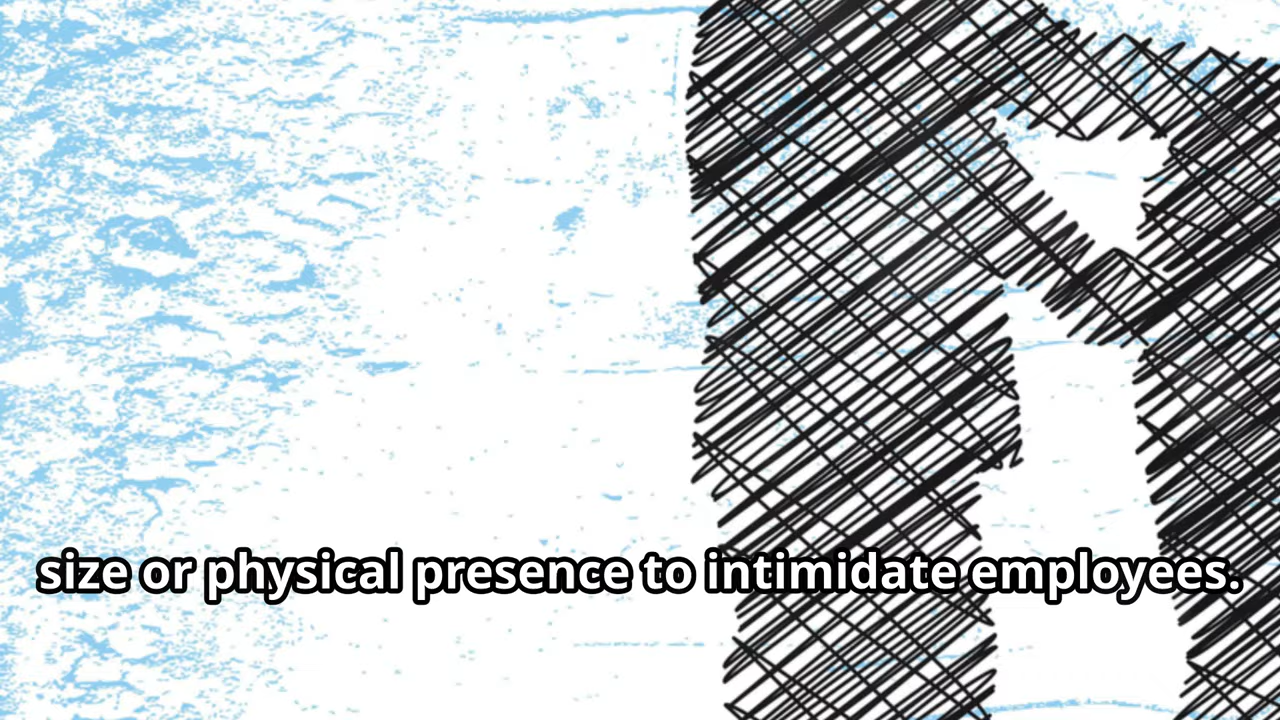 size or physical presence to intimidate employees.